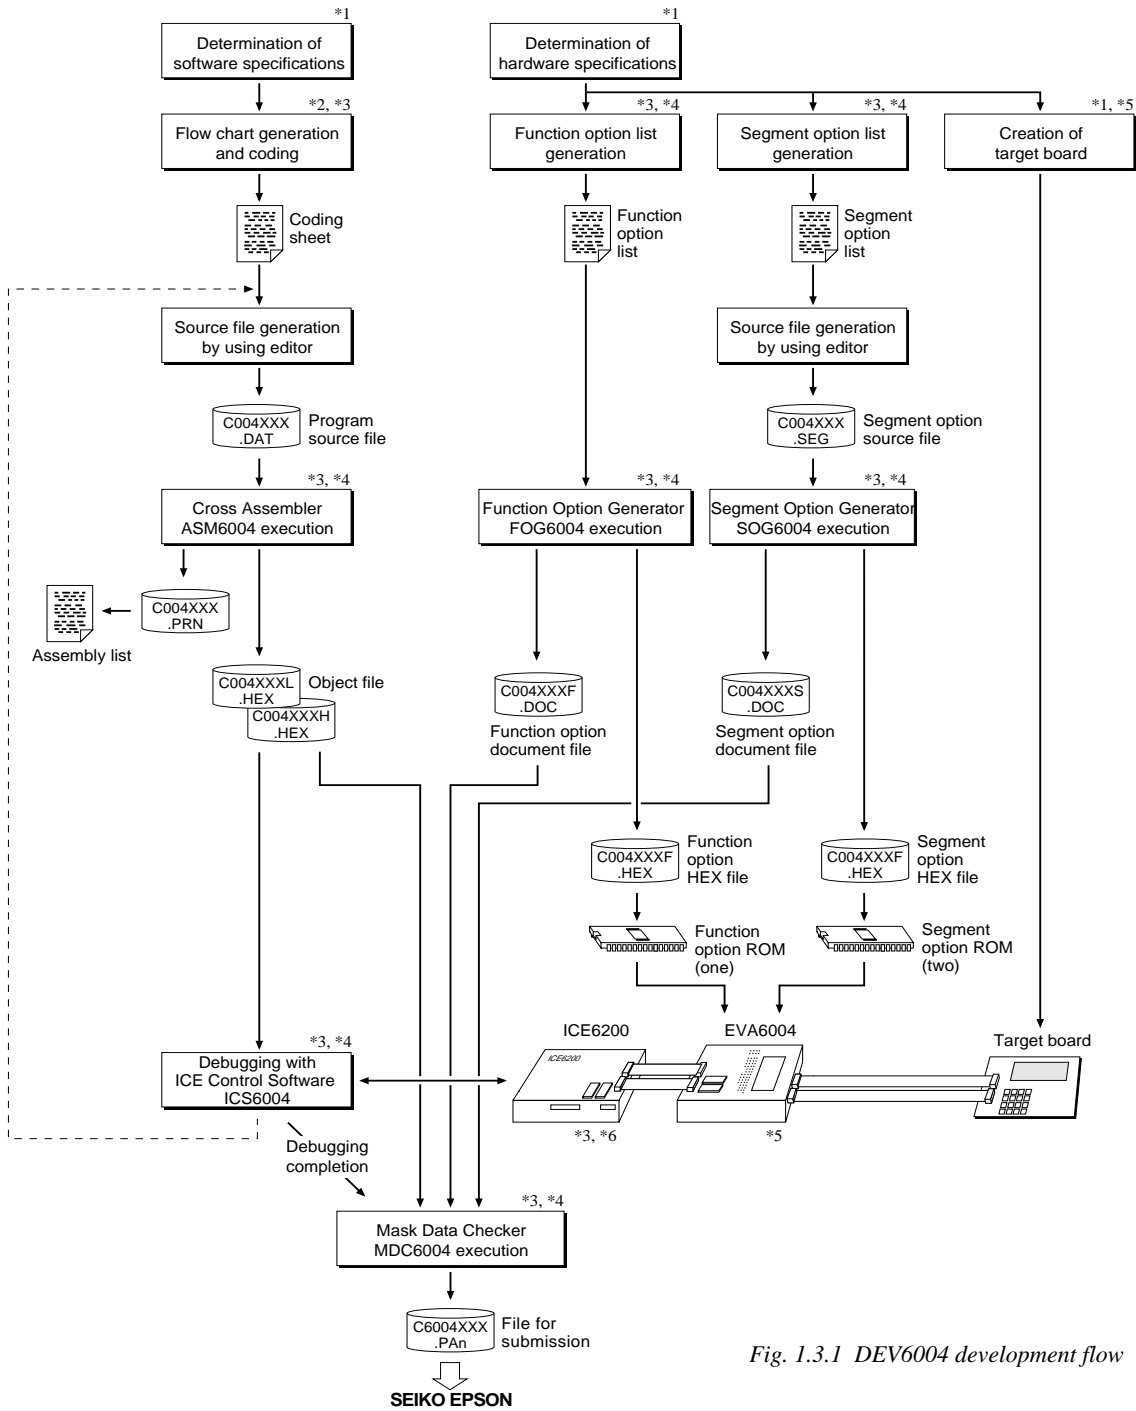 *1
Determination of
software specifications
*1
Determination of
hardware specifications
*2, *3
Flow chart generation
and coding
*3, *4
Function option list
generation
*3, *4
Segment option list
generation
*1, *5
Creation of
target board
Coding
sheet
Function
option
list
Segment
option
list
Source file generation
by using editor
Source file generation
by using editor
C004XXX
.DAT
Program
source file
C004XXX
.SEG
Segment option
source file
*3, *4
Cross Assembler
ASM6004 execution
*3, *4
Function Option Generator
FOG6004 execution
*3, *4
Segment Option Generator
SOG6004 execution
C004XXX
.PRN
Assembly list
C004XXXL
.HEX
Object file
C004XXXH
.HEX
C004XXXF
.DOC
Function option
document file
C004XXXS
.DOC
Segment option
document file
C004XXXF
.HEX
Function
option
HEX file
C004XXXF
.HEX
Segment
option
HEX file
Function
option ROM
(one)
Segment
option ROM
(two)
ICE6200
EVA6004
Target board
ICE6200
*3, *4
Debugging with
ICE Control Software
ICS6004
*3, *6
*5
Debugging
completion
*3, *4
Mask Data Checker
MDC6004 execution
C6004XXX
.PAn
File for
submission
SEIKO EPSON
Fig. 1.3.1 DEV6004 development flow